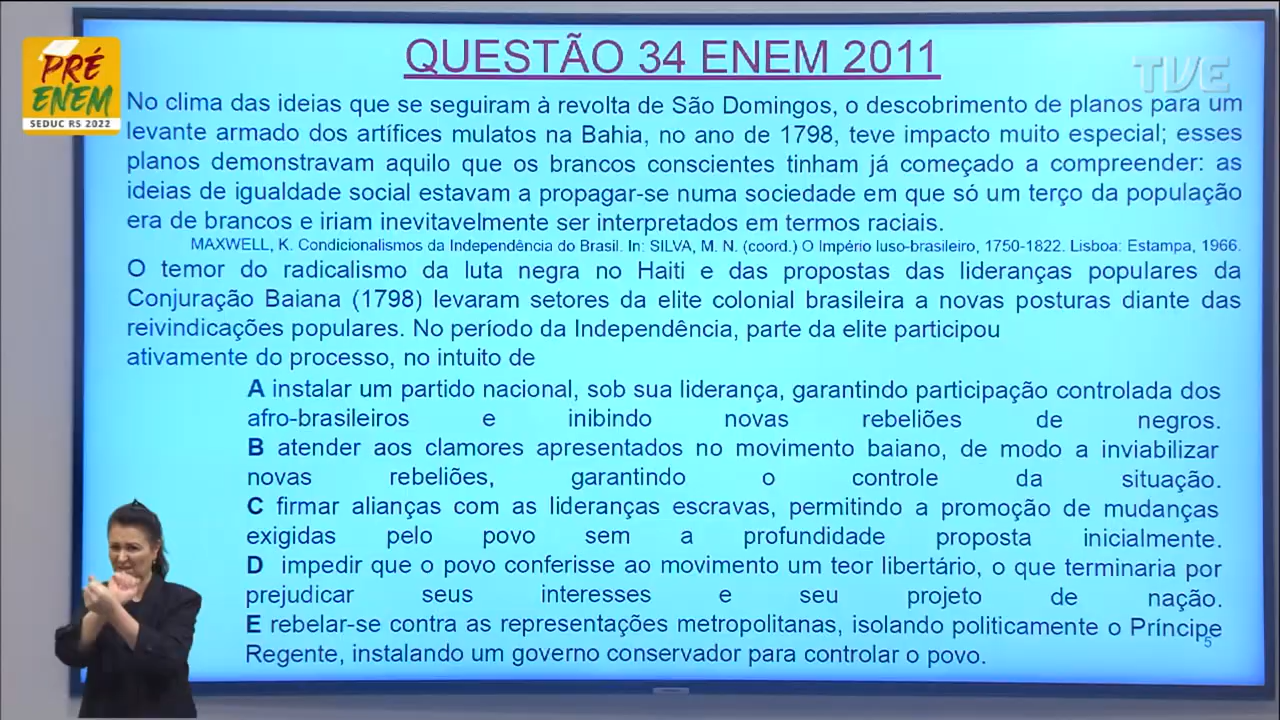 PRÉ
ENEM
SEDUC RS 2022
QUESTÃO 34 ENEM 2011
TVE
No clima das ideias que se seguiram à revolta de São Domingos, o descobrimento de planos para um
levante armado dos artífices mulatos na Bahia, no ano de 1798, teve impacto muito especial; esses
planos demonstravam aquilo que os brancos conscientes tinham já começado a compreender: as
ideias de igualdade social estavam a propagar-se numa sociedade em que só um terço da população
era de brancos e iriam inevitavelmente ser interpretados em termos raciais.
MAXWELL, K. Condicionalismos da Independência do Brasil. In: SILVA, M. N. (coord.) O Império luso-brasileiro, 1750-1822. Lisboa: Estampa, 1966.
O temor do radicalismo da luta negra no Haiti e das propostas das lideranças populares da
Conjuração Baiana (1798) levaram setores da elite colonial brasileira a novas posturas diante das
reivindicações populares. No período da Independência, parte da elite participou
ativamente do processo, no intuito de
A instalar um partido nacional, sob sua liderança, garantindo participação controlada dos
afro-brasileiros e inibindo novas rebeliões de negros.
B atender aos clamores apresentados no movimento baiano, de modo a inviabilizar
novas rebeliões, garantindo o controle da situação.
C firmar alianças com as lideranças escravas, permitindo a promoção de mudanças
exigidas pelo povo sem a profundidade proposta inicialmente.
D impedir que o povo conferisse ao movimento um teor libertário, o que terminaria por
prejudicar seus interesses e seu projeto de nação.
E rebelar-se contra as representações metropolitanas, isolando politicamente o Príncipe
Regente, instalando um governo conservador para controlar o povo.
5